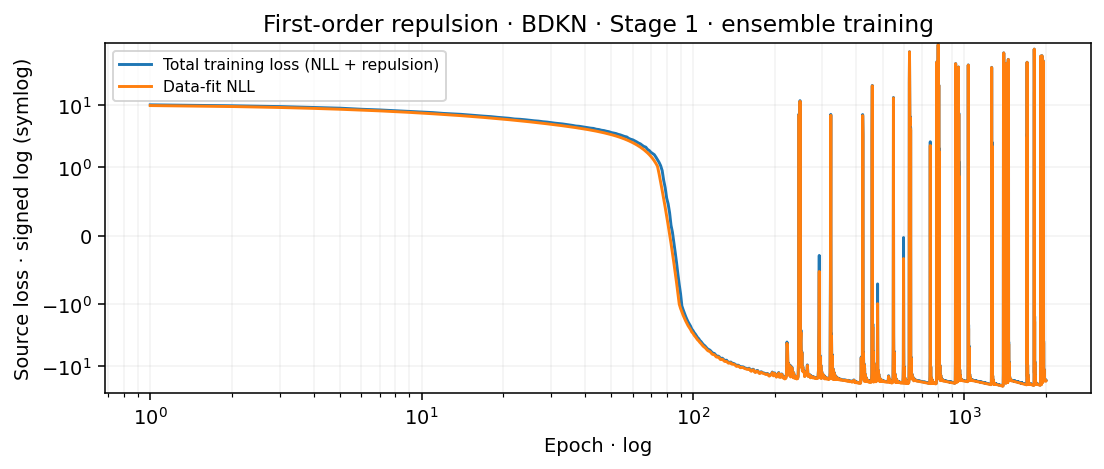 First-order repulsion · BDKN · Stage 1 · ensemble training
Total training loss (NLL + repulsion)
Data-fit NLL
Source loss · signed log (symlog)
10¹
10⁰
0
−10⁰
−10¹
10⁰ 10¹ 10² 10³
Epoch · log